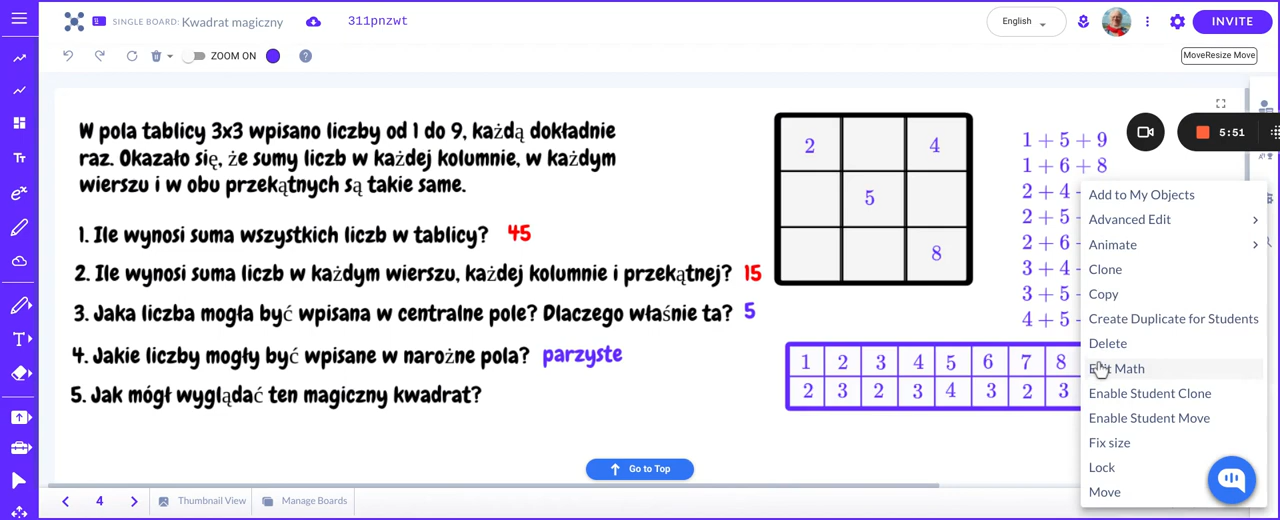 SINGLE BOARD: Kwadrat magiczny
311pnzwt
English
INVITE
ZOOM ON
MoveResize Move
W pola tablicy 3x3 wpisano liczby od 1 do 9, każdą dokładnie
raz. Okazało się, że sumy liczb w każdej kolumnie, w każdym
wierszu i w obu przekątnych są takie same.
1. Ile wynosi suma wszystkich liczb w tablicy? 45
2. Ile wynosi suma liczb w każdym wierszu, każdej kolumnie i przekątnej? 15
3. Jaka liczba mogła być wpisana w centralne pole? Dlaczego właśnie ta? 5
4. Jakie liczby mogły być wpisane w narożne pola? parzyste
5. Jak mógł wyglądać ten magiczny kwadrat?
2 4
5
8
1 + 5 + 9
1 + 6 + 8
2 + 4 -
2 + 5 -
2 + 6 -
3 + 4 -
3 + 5 -
4 + 5 -
1 2 3 4 5 6 7 8
2 3 2 3 4 3 2 3
5:51
Add to My Objects
Advanced Edit
Animate
Clone
Copy
Create Duplicate for Students
Delete
Edit Math
Enable Student Clone
Enable Student Move
Fix size
Lock
Move
Go to Top
4
Thumbnail View
Manage Boards